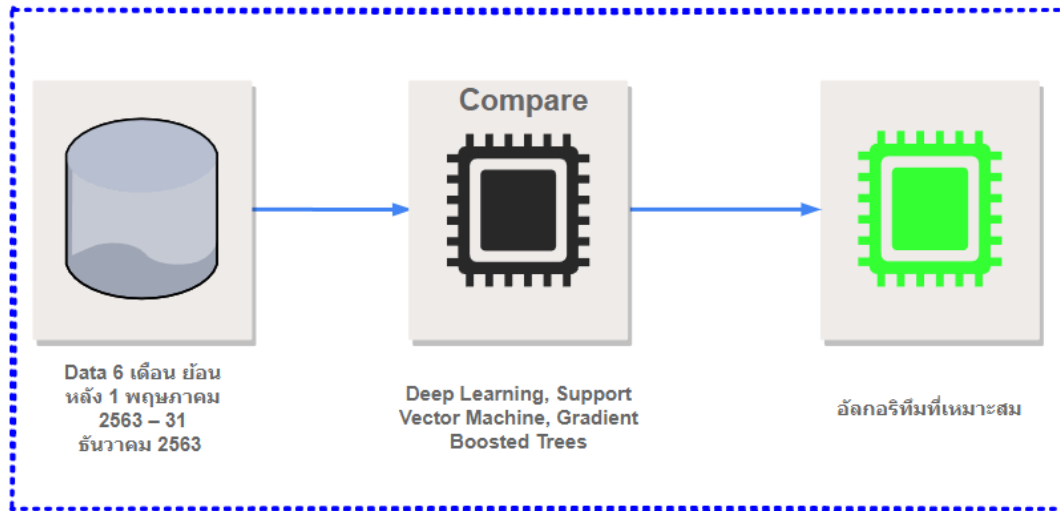 Compare
Data 6 เดือน ย้อน
หลัง 1 พฤษภาคม
2563 – 31
ธันวาคม 2563
Deep Learning, Support
Vector Machine, Gradient
Boosted Trees
อัลกอริทึมที่เหมาะสม